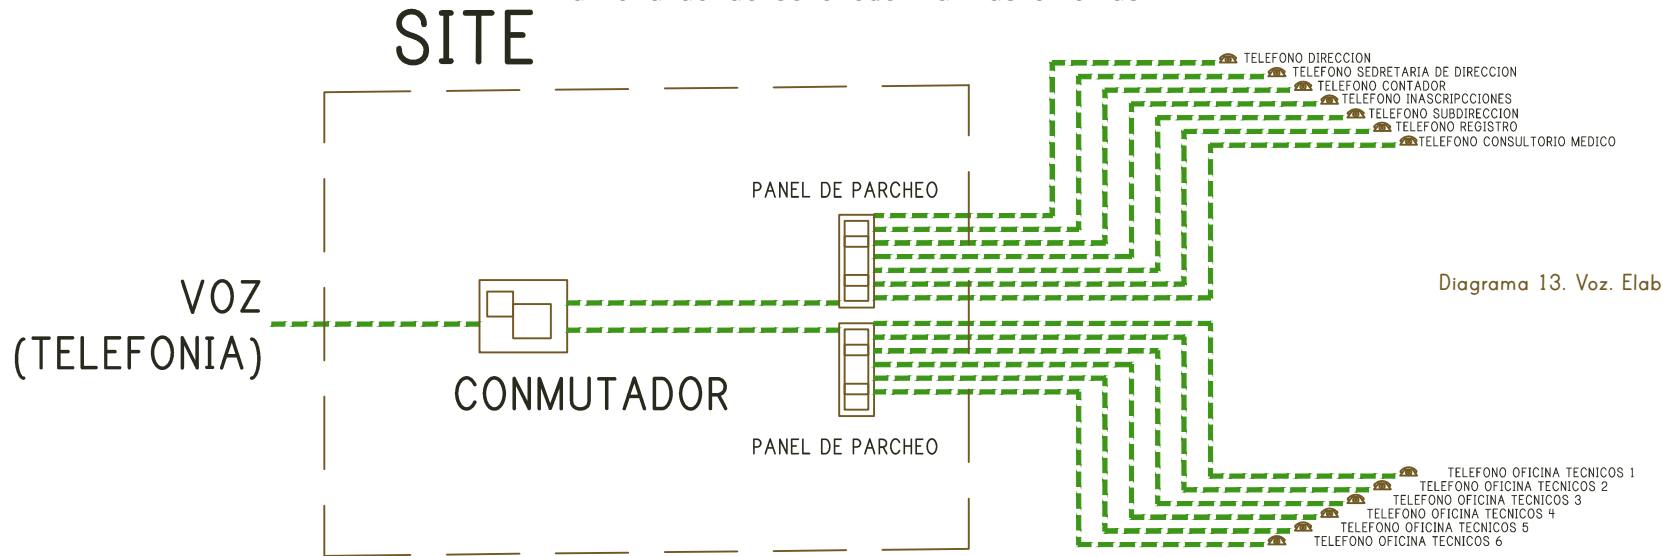 SITE
TELEFONO DIRECCION
TELEFONO SEDRETARIA DE DIRECCION
TELEFONO CONTADOR
TELEFONO INASCRIPCCIONES
TELEFONO SUBDIRECCION
TELEFONO REGISTRO
TELEFONO CONSULTORIO MEDICO
PANEL DE PARCHEO
VOZ
(TELEFONIA)
Diagrama 13. Voz. Elab
CONMUTADOR
PANEL DE PARCHEO
TELEFONO OFICINA TECNICOS 1
TELEFONO OFICINA TECNICOS 2
TELEFONO OFICINA TECNICOS 3
TELEFONO OFICINA TECNICOS 4
TELEFONO OFICINA TECNICOS 5
TELEFONO OFICINA TECNICOS 6